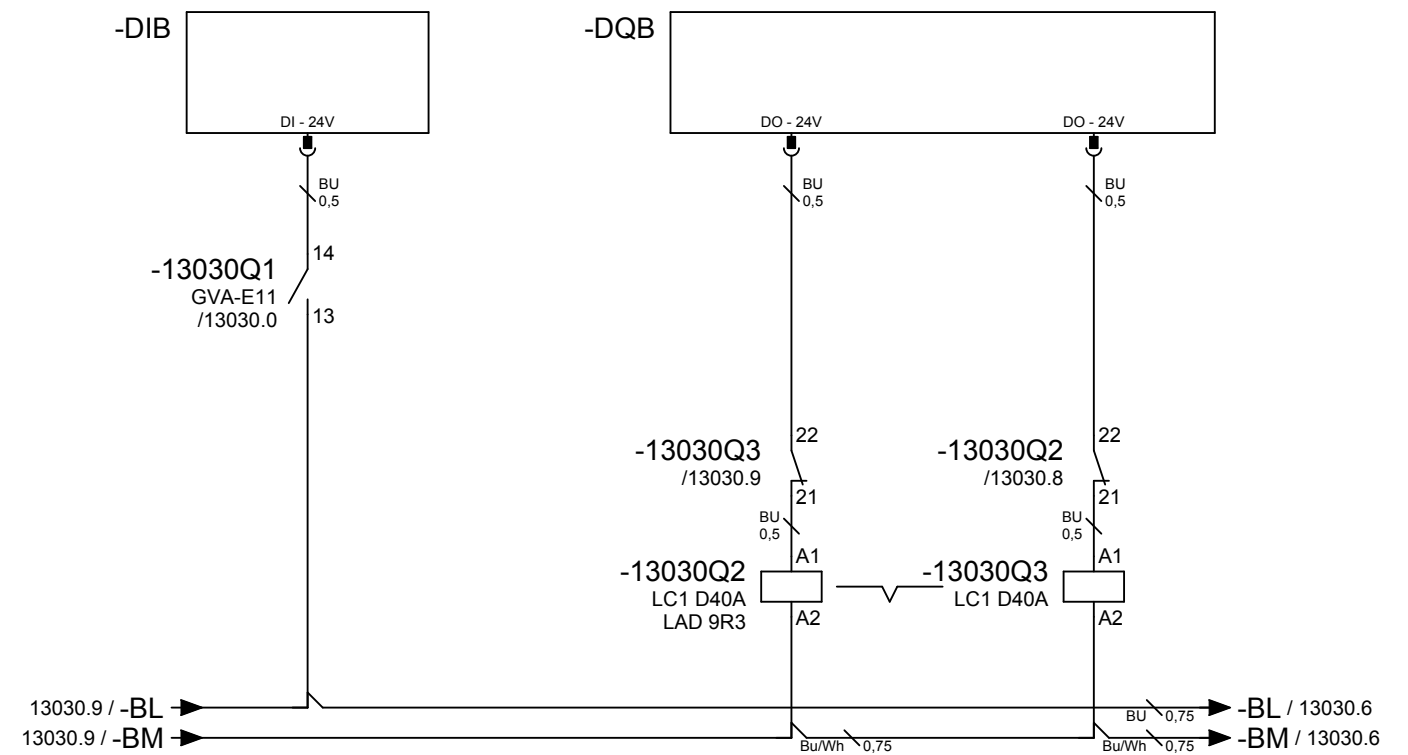 -DIB
-DQB
DI - 24V
DO - 24V
DO - 24V
BU
0,5
BU
0,5
BU
0,5
14
-13030Q1
GVA-E11
/13030.0
13
22
-13030Q3
/13030.9
21
22
-13030Q2
/13030.8
21
BU
0,5
BU
0,5
A1
-13030Q2
LC1 D40A
LAD 9R3
A2
A1
-13030Q3
LC1 D40A
A2
13030.9 / -BL
BU 0,75
-BL / 13030.6
13030.9 / -BM
Bu/Wh 0,75
Bu/Wh 0,75
-BM / 13030.6